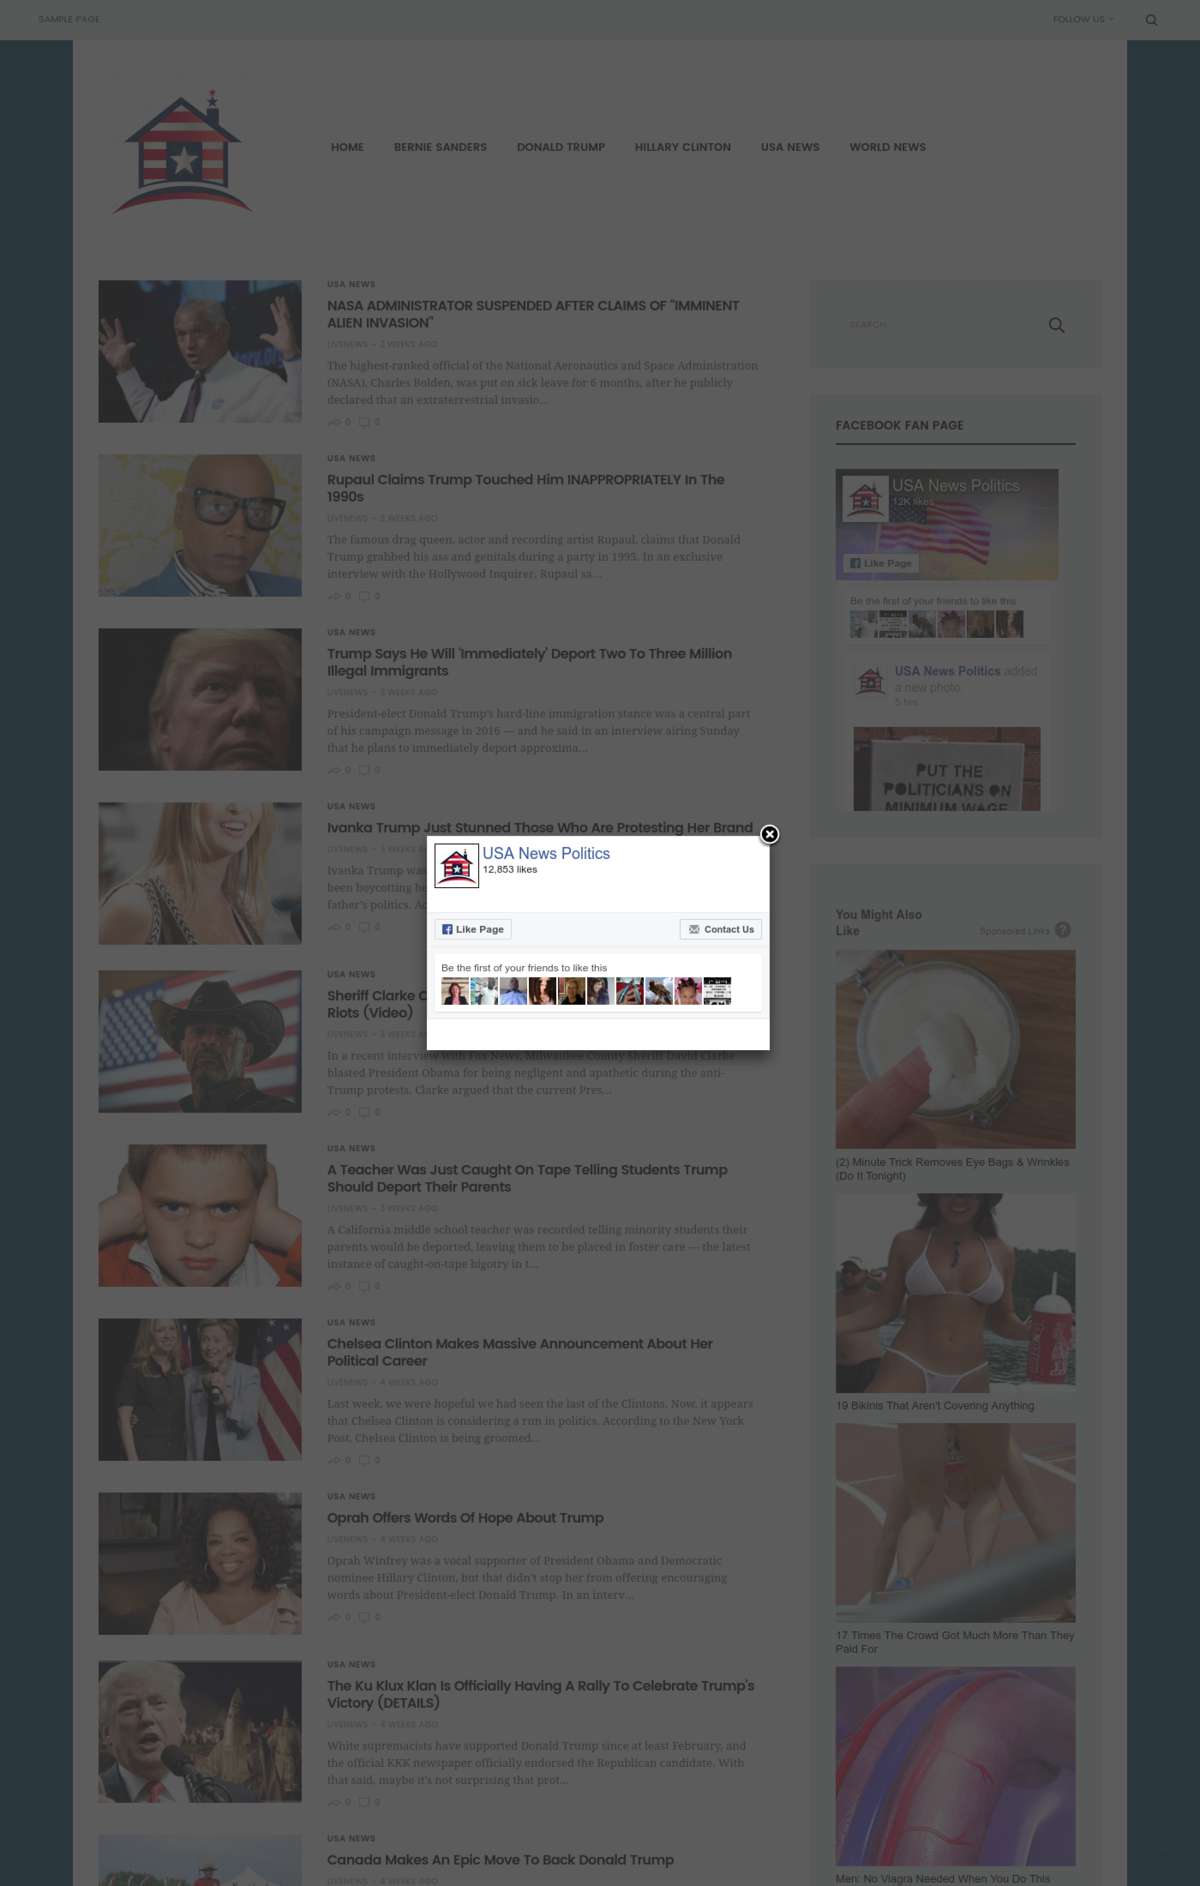 SAMPLE PAGE
FOLLOW US
HOME
BERNIE SANDERS
DONALD TRUMP
HILLARY CLINTON
USA NEWS
WORLD NEWS
USA NEWS
NASA ADMINISTRATOR SUSPENDED AFTER CLAIMS OF "IMMINENT
ALIEN INVASION"
LIVENEWS – 2 WEEKS AGO
The highest-ranked official of the National Aeronautics and Space Administration
(NASA), Charles Bolden, was put on sick leave for 6 months, after he publicly
declared that an extraterrestrial invasio...
0 0
USA NEWS
Rupaul Claims Trump Touched Him INAPPROPRIATELY In The
1990s
LIVENEWS – 2 WEEKS AGO
The famous drag queen, actor and recording artist Rupaul, claims that Donald
Trump grabbed his ass and genitals during a party in 1995. In an exclusive
interview with the Hollywood Inquirer, Rupaul sa...
0 0
USA NEWS
Trump Says He Will 'Immediately' Deport Two To Three Million
Illegal Immigrants
LIVENEWS – 3 WEEKS AGO
President-elect Donald Trump's hard-line immigration stance was a central part
of his campaign message in 2016 — and he said in an interview airing Sunday
that he plans to immediately deport approxima...
0 0
USA NEWS
Ivanka Trump Just Stunned Those Who Are Protesting Her Brand
LIVENEWS – 3 WEEKS
Ivanka Trump was
been boycotting he
father's politics.
0 0
USA NEWS
Sheriff Clarke
Riots (Video)
LIVENEWS – 3 WEEKS
In a recent interview with Fox News, Milwaukee County Sheriff David Clarke
blasted President Obama for being negligent and apathetic during the anti-
Trump protests. Clarke argued that the current Pres...
0 0
USA NEWS
A Teacher Was Just Caught On Tape Telling Students Trump
Should Deport Their Parents
LIVENEWS – 3 WEEKS AGO
A California middle school teacher was recorded telling minority students their
parents would be deported, leaving them to be placed in foster care — the latest
instance of caught-on-tape bigotry in t...
0 0
USA NEWS
Chelsea Clinton Makes Massive Announcement About Her
Political Career
LIVENEWS – 4 WEEKS AGO
Last week, we were hopeful we had seen the last of the Clintons. Now, it appears
that Chelsea Clinton is considering a run in politics. According to the New York
Post, Chelsea Clinton is being groomed...
0 0
USA NEWS
Oprah Offers Words Of Hope About Trump
LIVENEWS – 4 WEEKS AGO
Oprah Winfrey was a vocal supporter of President Obama and Democratic
nominee Hillary Clinton, but that didn't stop her from offering encouraging
words about President-elect Donald Trump. In an interv...
0 0
USA NEWS
The Ku Klux Klan Is Officially Having A Rally To Celebrate Trump's
Victory (DETAILS)
LIVENEWS – 4 WEEKS AGO
White supremacists have supported Donald Trump since at least February, and
the official KKK newspaper officially endorsed the Republican candidate. With
that said, maybe it's not surprising that prot...
0 0
USA NEWS
Canada Makes An Epic Move To Back Donald Trump
LIVENEWS – 4 WEEKS AGO
USA News Politics
12,853 likes
Like Page
Contact Us
Be the first of your friends to like this
SEARCH
FACEBOOK FAN PAGE
USA News Politics
12K likes
Like Page
Be the first of your friends to like this
USA News Politics added
a new photo.
5 hrs
PUT THE
POLITICIANS ON
MINIMUM WAGE
You Might Also
Like
Sponsored Links ?
(2) Minute Trick Removes Eye Bags & Wrinkles
(Do It Tonight)
19 Bikinis That Aren't Covering Anything
17 Times The Crowd Got Much More Than They
Paid For
Men: No Viagra Needed When You Do This